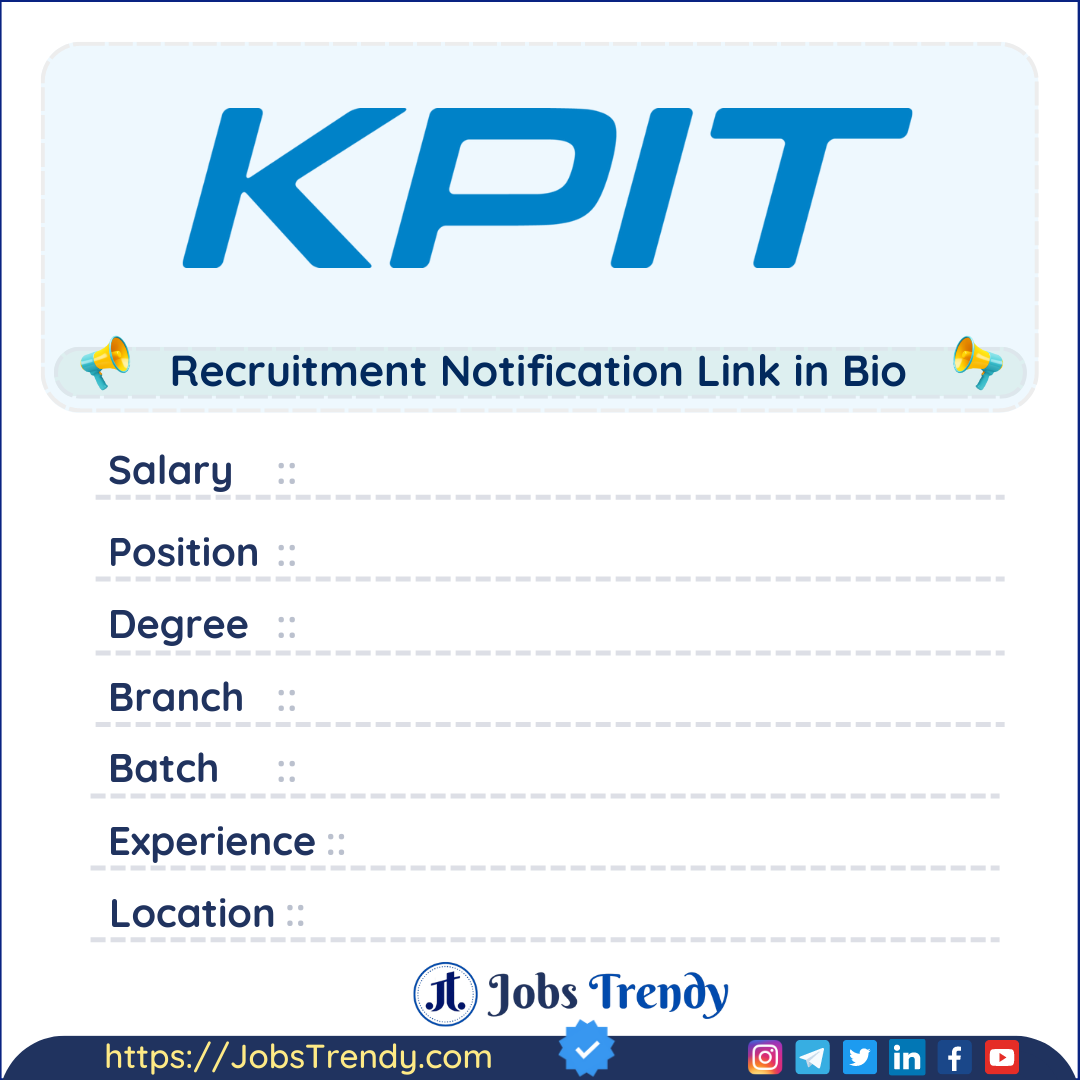 KPIT
Recruitment Notification Link in Bio
Salary ::
Position ::
Degree ::
Branch ::
Batch ::
Experience ::
Location ::
Jobs Trendy
https://JobsTrendy.com